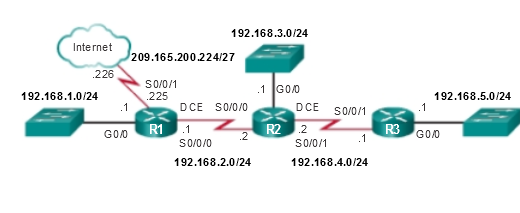 192.168.3.0/24
Internet
209.165.200.224/27
.226
S0/0/1
.225
192.168.1.0/24
.1
G0/0
192.168.5.0/24
.1
DCE
S0/0/0
.1
G0/0
R1
.1
S0/0/0
.2
R2
DCE
S0/0/1
.2
S0/0/1
.1
R3
.1
G0/0
192.168.2.0/24
192.168.4.0/24